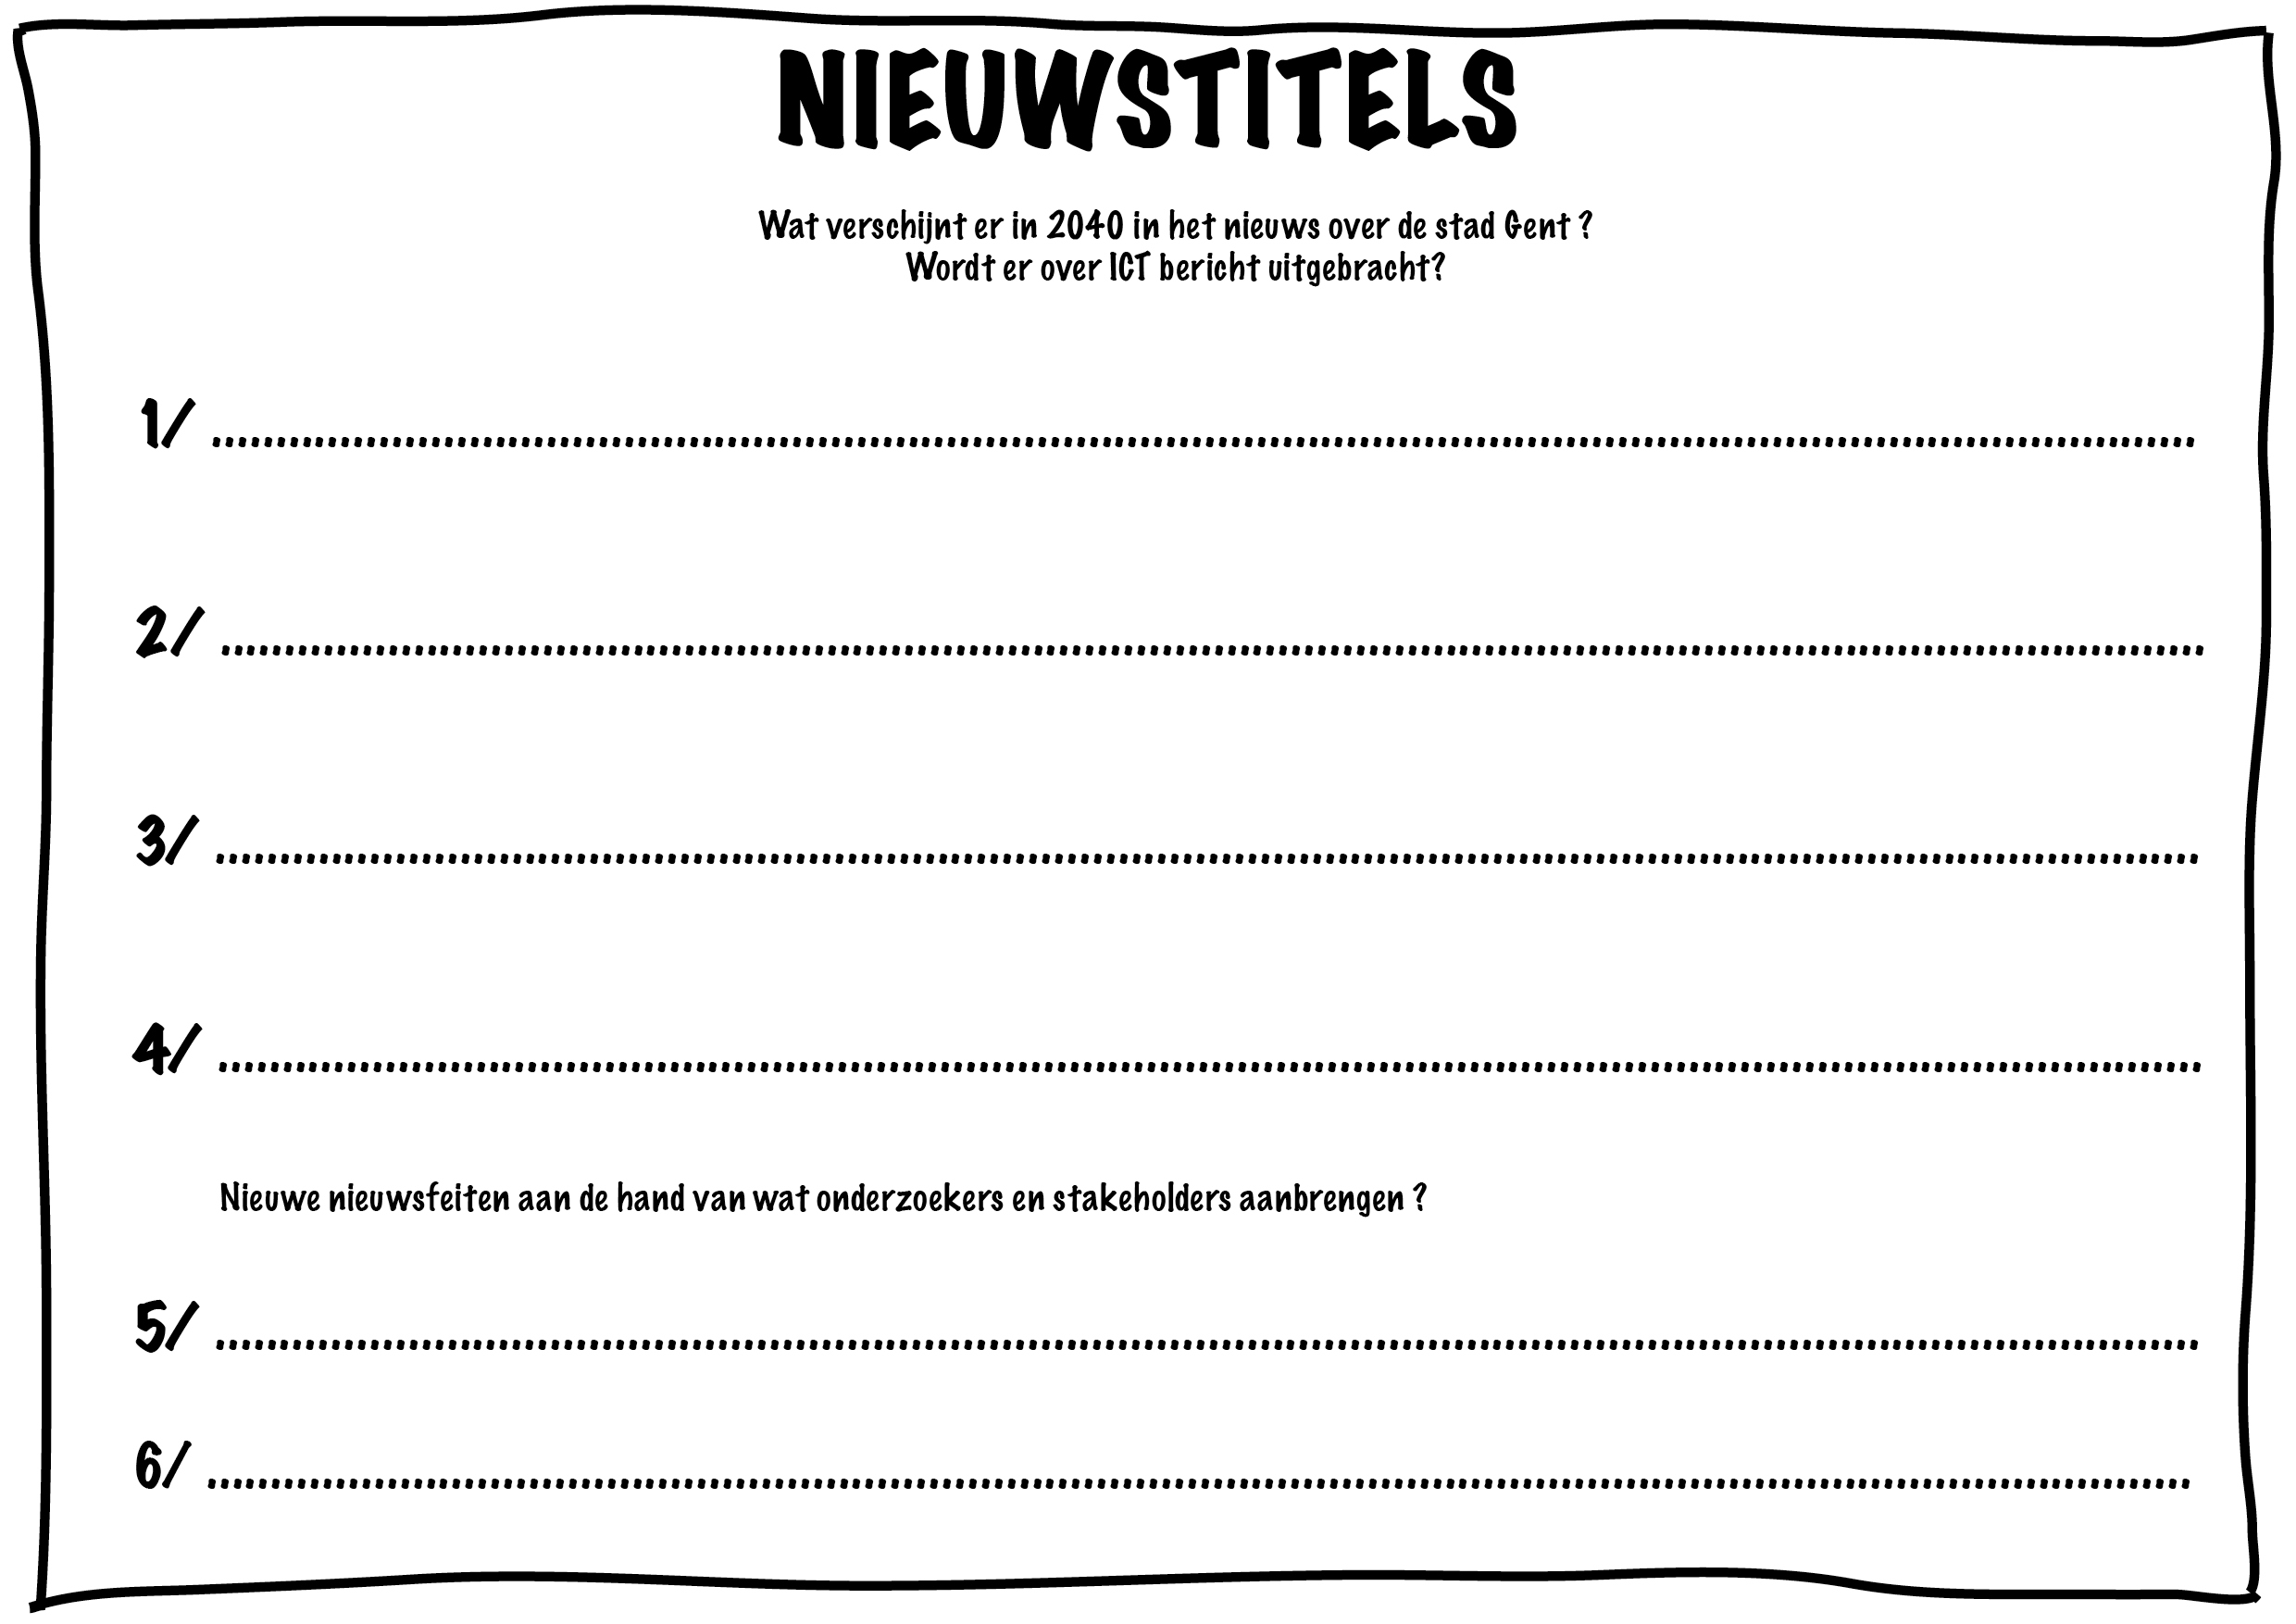 NIEUWSTITELS
Wat verschijnt er in 2040 in het nieuws over de stad Gent ?
Wordt er over ICT bericht uitgebracht?
1/ ............................................................................................................................................................
2/ ............................................................................................................................................................
3/ ............................................................................................................................................................
4/ ............................................................................................................................................................
Nieuwe nieuwsfeiten aan de hand van wat onderzoekers en stakeholders aanbrengen ?
5/ ............................................................................................................................................................
6/ ............................................................................................................................................................